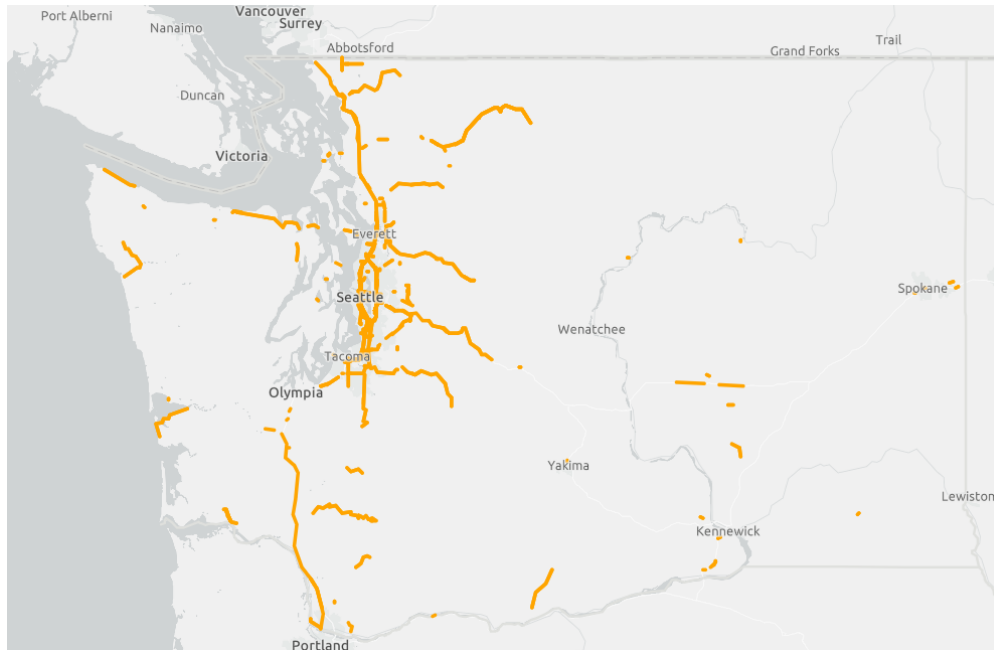 Port Alberni
Vancouver
Surrey
Nanaimo
Abbotsford
Grand Forks
Trail
Duncan
Victoria
Everett
Spokane
Seattle
Wenatchee
Tacoma
Olympia
Yakima
Lewiston
Kennewick
Portland